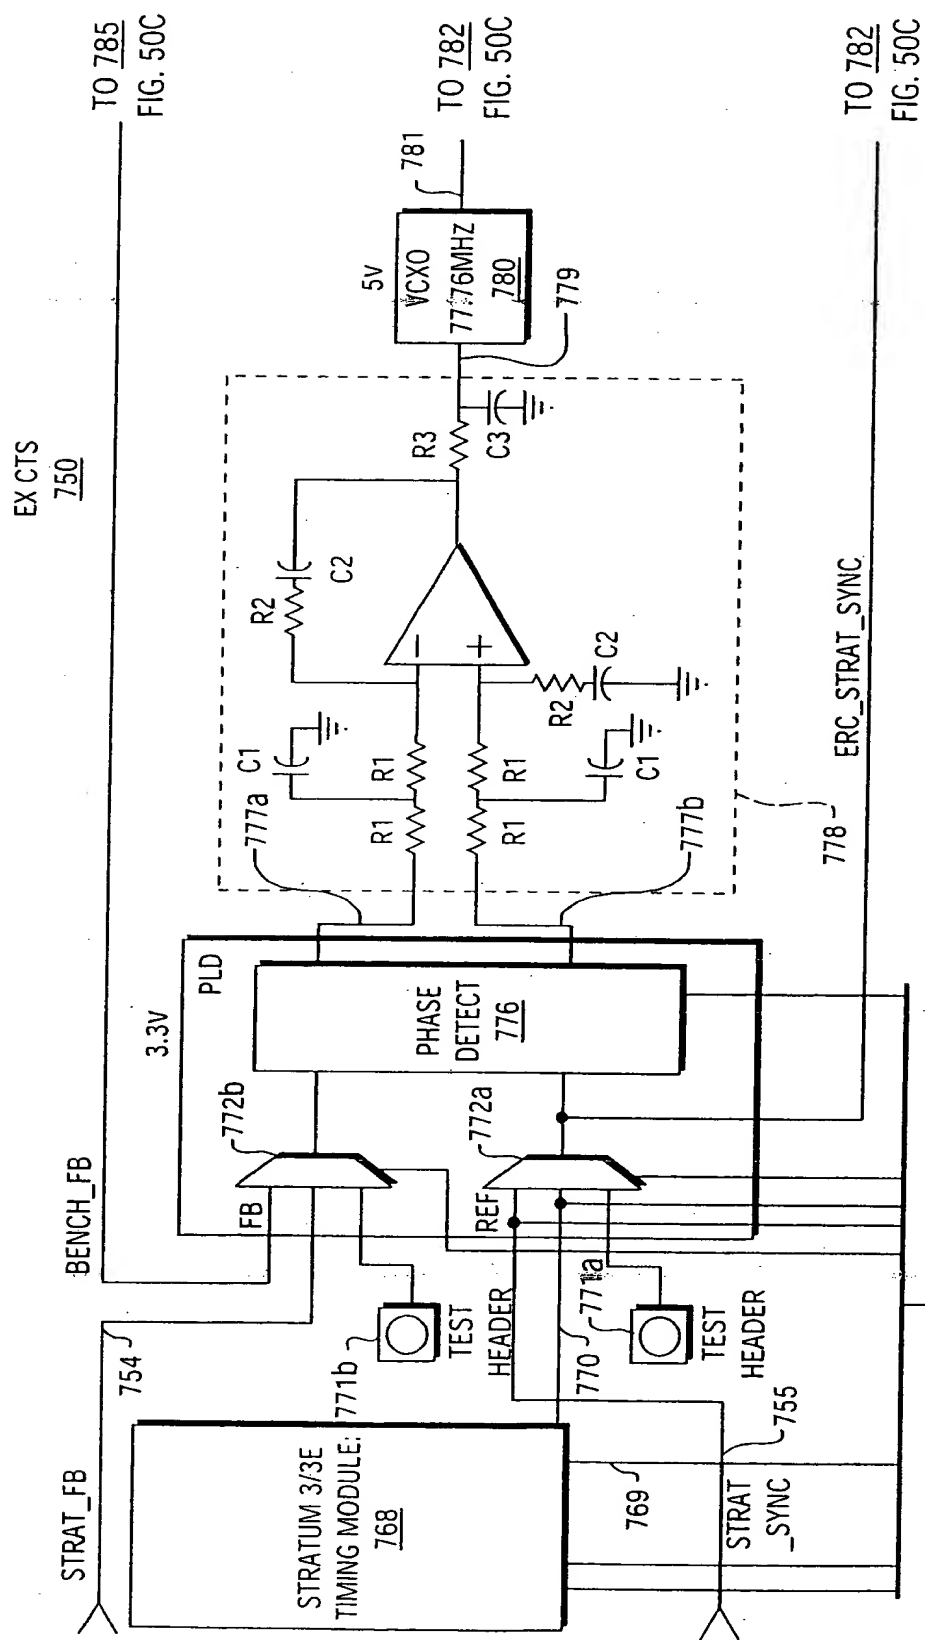 EX CTS
750
STRAT_FB
754
BENCH_FB
TO 785
FIG. 50C
STRATUM 3/3E
TIMING MODULE:
768
771b
TEST
HEADER
FB
772b
3.3V
PLD
PHASE
DETECT
776
777a
R1
C1
R1
R2
C2
R3
C3
5V
VCXO
77.76MHZ
780
779
781
TO 782
FIG. 50C
REF
772a
770
771a
TEST
HEADER
R1
R1
C1
R2
C2
777b
778
769
STRAT
_SYNC
755
ERC_STRAT_SYNC
TO 782
FIG. 50C